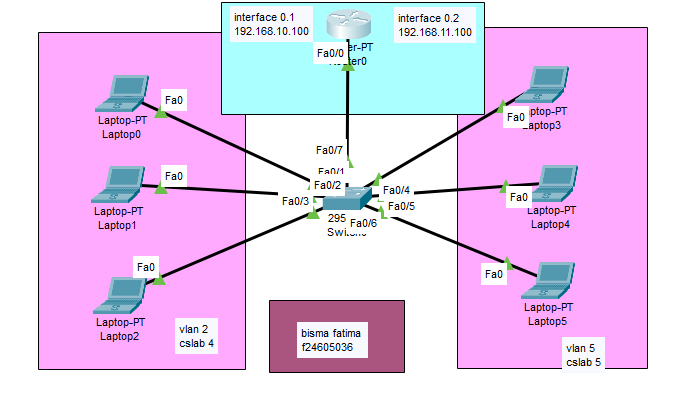 interface 0.1
192.168.10.100
interface 0.2
192.168.11.100
Fa0/0
Fa0
Laptop-PT
Laptop0
Fa0
Laptop-PT
Laptop1
Fa0
Laptop-PT
Laptop2
vlan 2
cslab 4
Fa0/7
Fa0/1
Fa0/2
Fa0/3
Fa0/4
Fa0/5
Fa0/6
Fa0
Laptop-PT
Laptop3
Fa0
Laptop-PT
Laptop4
Fa0
Laptop-PT
Laptop5
vlan 5
cslab 5
bisma fatima
f24605036